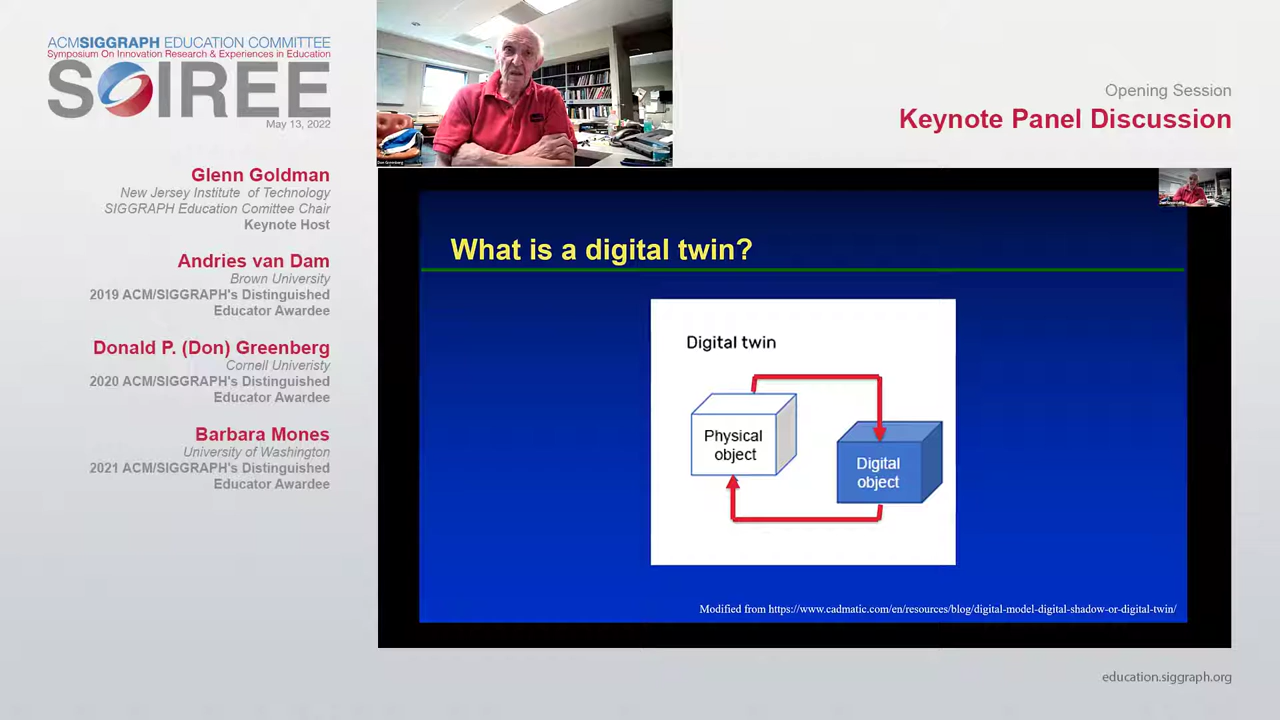 ACMSIGGRAPH EDUCATION COMMITTEE
Symposium On Innovation Research & Experiences in Education
SOIREE
May 13, 2022
Glenn Goldman
New Jersey Institute of Technology
SIGGRAPH Education Comittee Chair
Keynote Host
Andries van Dam
Brown University
2019 ACM/SIGGRAPH's Distinguished
Educator Awardee
Donald P. (Don) Greenberg
Cornell Univeristy
2020 ACM/SIGGRAPH's Distinguished
Educator Awardee
Barbara Mones
University of Washington
2021 ACM/SIGGRAPH's Distinguished
Educator Awardee
Don Greenberg
Opening Session
Keynote Panel Discussion
What is a digital twin?
Digital twin
Physical
object
Digital
object
Modified from https://www.cadmatic.com/en/resources/blog/digital-model-digital-shadow-or-digital-twin/
education.siggraph.org